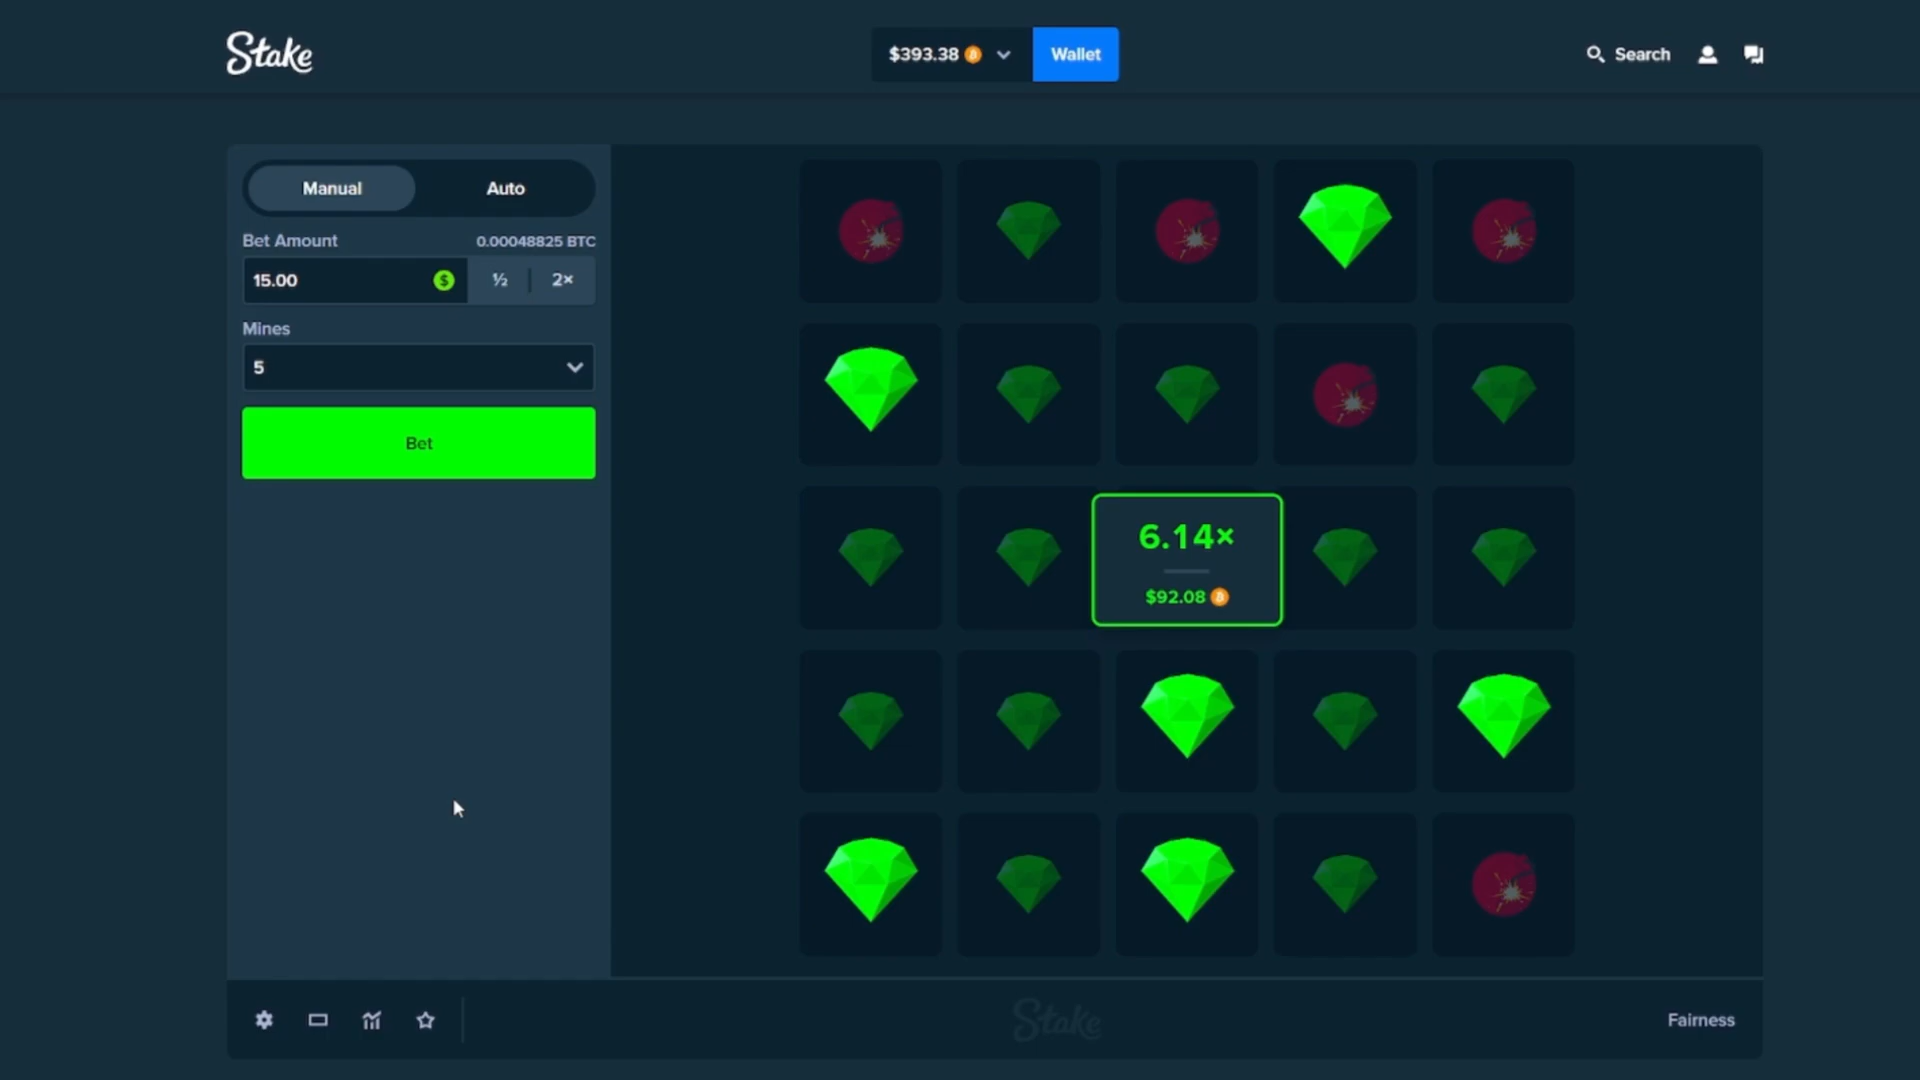 Stake
$393.38
Wallet
Search
Manual
Auto
Bet Amount
0.00048825 BTC
15.00
½
2×
Mines
5
Bet
6.14×
$92.08
Stake
Fairness